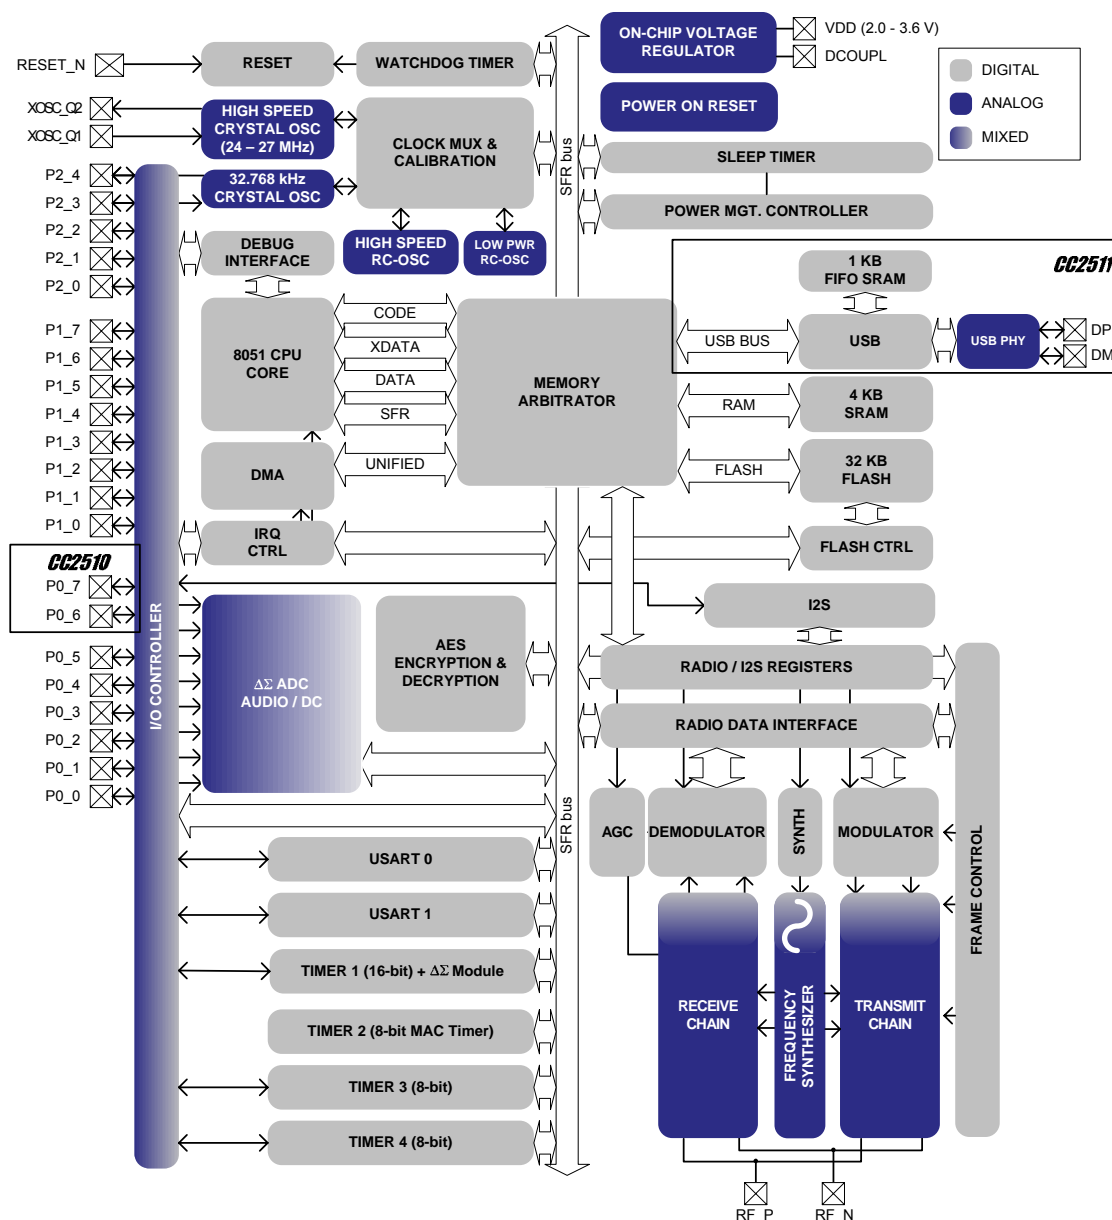 RESET_N
RESET
WATCHDOG TIMER
SFR bus
ON-CHIP VOLTAGE
REGULATOR
VDD (2.0 - 3.6 V)
DCOUPL
POWER ON RESET
DIGITAL
ANALOG
MIXED
XOSC_Q2
XOSC_Q1
HIGH SPEED
CRYSTAL OSC
(24 – 27 MHz)
CLOCK MUX &
CALIBRATION
SLEEP TIMER
POWER MGT. CONTROLLER
32.768 kHz
CRYSTAL OSC
HIGH SPEED
RC-OSC
LOW PWR
RC-OSC
P2_4
P2_3
P2_2
P2_1
P2_0
DEBUG
INTERFACE
CC2511
1 KB
FIFO SRAM
USB BUS
USB
USB PHY
DP
DM
P1_7
P1_6
P1_5
P1_4
P1_3
P1_2
P1_1
P1_0
8051 CPU
CORE
CODE
XDATA
DATA
SFR
MEMORY
ARBITRATOR
RAM
4 KB
SRAM
DMA
UNIFIED
FLASH
32 KB
FLASH
IRQ
CTRL
FLASH CTRL
CC2510
P0_7
P0_6
P0_5
P0_4
P0_3
P0_2
P0_1
P0_0
I/O CONTROLLER
ΔΣ ADC
AUDIO / DC
AES
ENCRYPTION &
DECRYPTION
I2S
RADIO / I2S REGISTERS
RADIO DATA INTERFACE
SFR bus
AGC
DEMODULATOR
SYNTH
MODULATOR
FRAME CONTROL
USART 0
USART 1
TIMER 1 (16-bit) + ΔΣ Module
TIMER 2 (8-bit MAC Timer)
TIMER 3 (8-bit)
TIMER 4 (8-bit)
RECEIVE
CHAIN
FREQUENCY
SYNTHESIZER
TRANSMIT
CHAIN
RF_P
RF_N